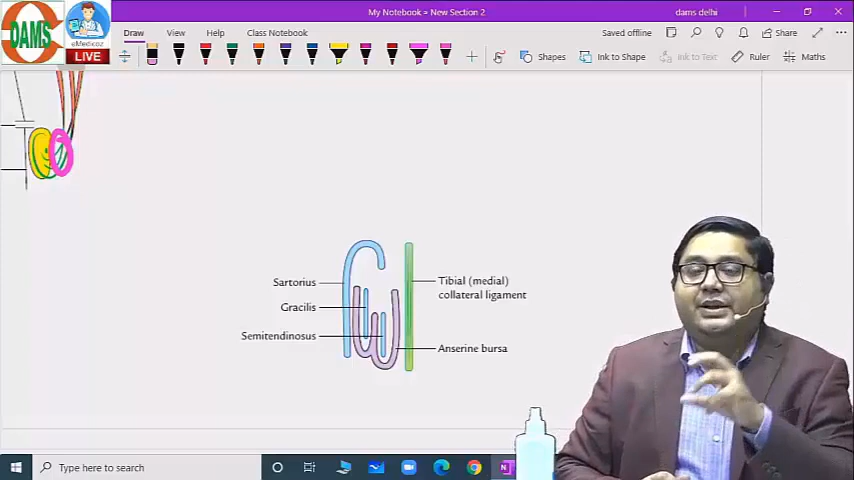 My Notebook > New Section 2
dams delhi
DAMS
eMedicoz
LIVE
Draw
View
Help
Class Notebook
Saved offline
Share
Shapes
Ink to Shape
Ink to Text
Ruler
Maths
Sartorius
Gracilis
Semitendinosus
Tibial (medial)
collateral ligament
Anserine bursa
Type here to search